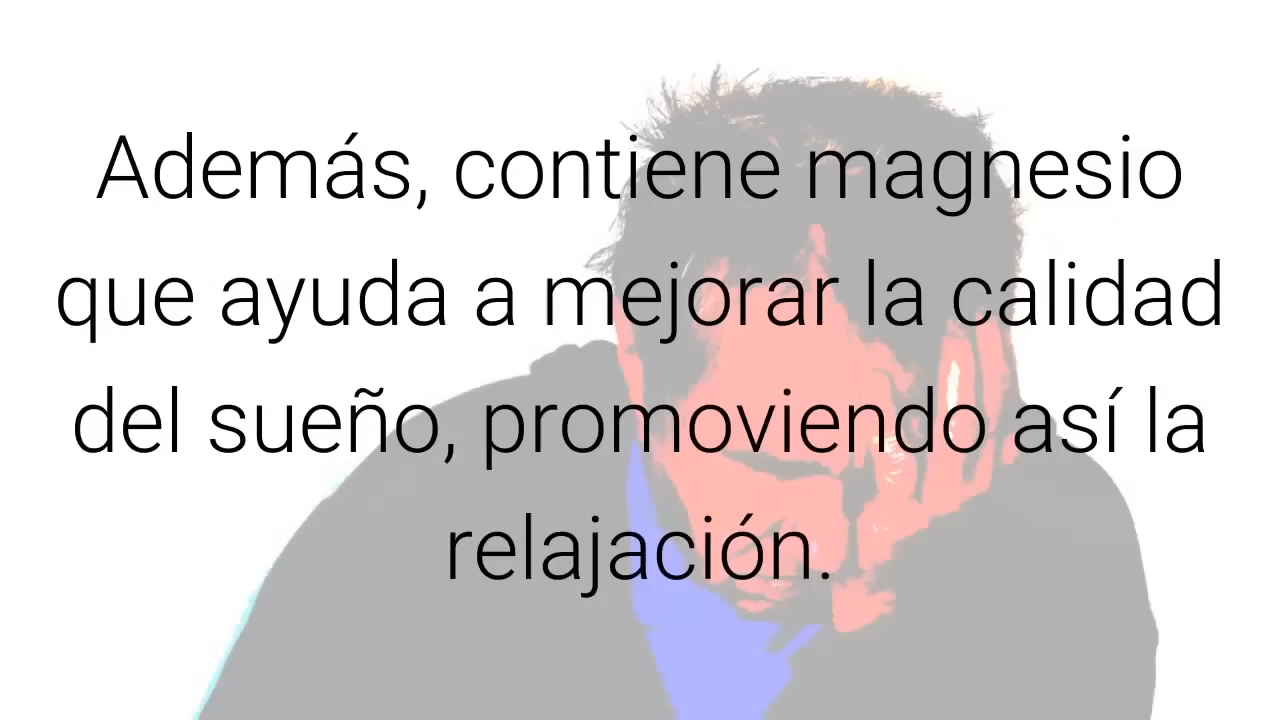 Además, contiene magnesio
que ayuda a mejorar la calidad
del sueño, promoviendo así la
relajación.